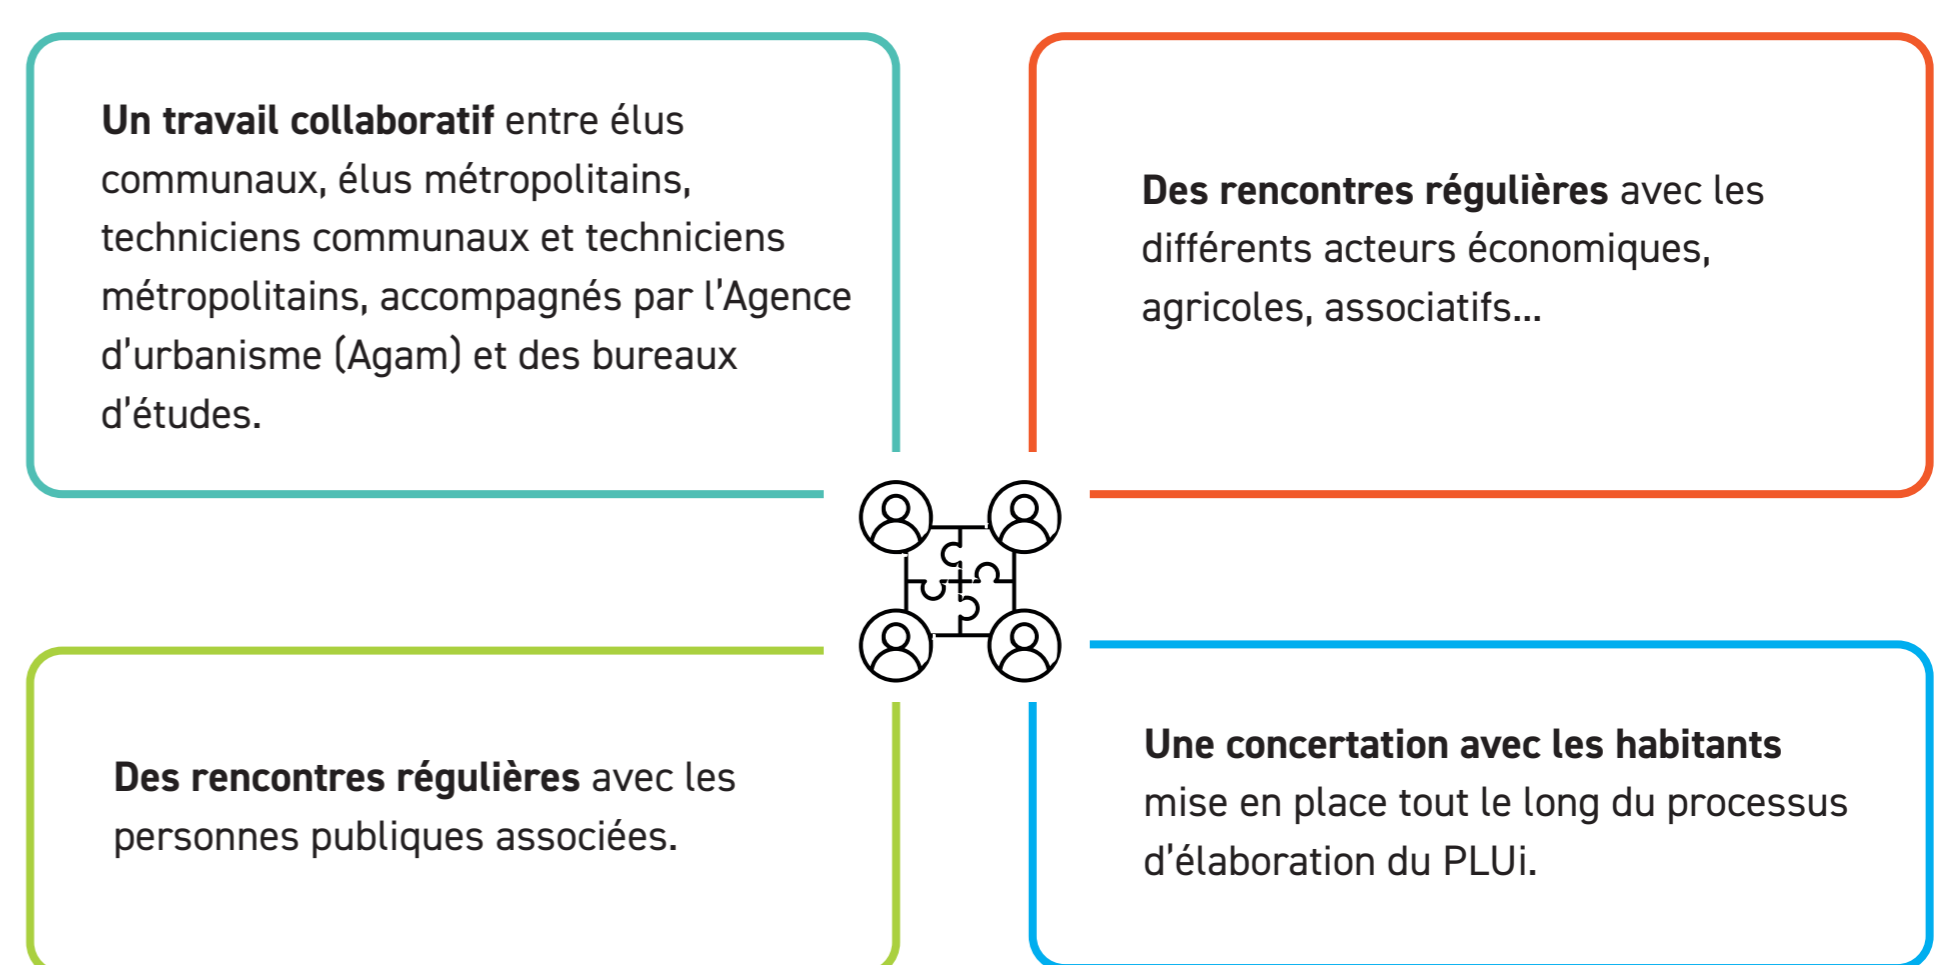 Un travail collaboratif entre élus
communaux, élus métropolitains,
techniciens communaux et techniciens
métropolitains, accompagnés par l’Agence
d’urbanisme (Agam) et des bureaux
d’études.
Des rencontres régulières avec les
différents acteurs économiques,
agricoles, associatifs...
Des rencontres régulières avec les
personnes publiques associées.
Une concertation avec les habitants
mise en place tout le long du processus
d’élaboration du PLUi.